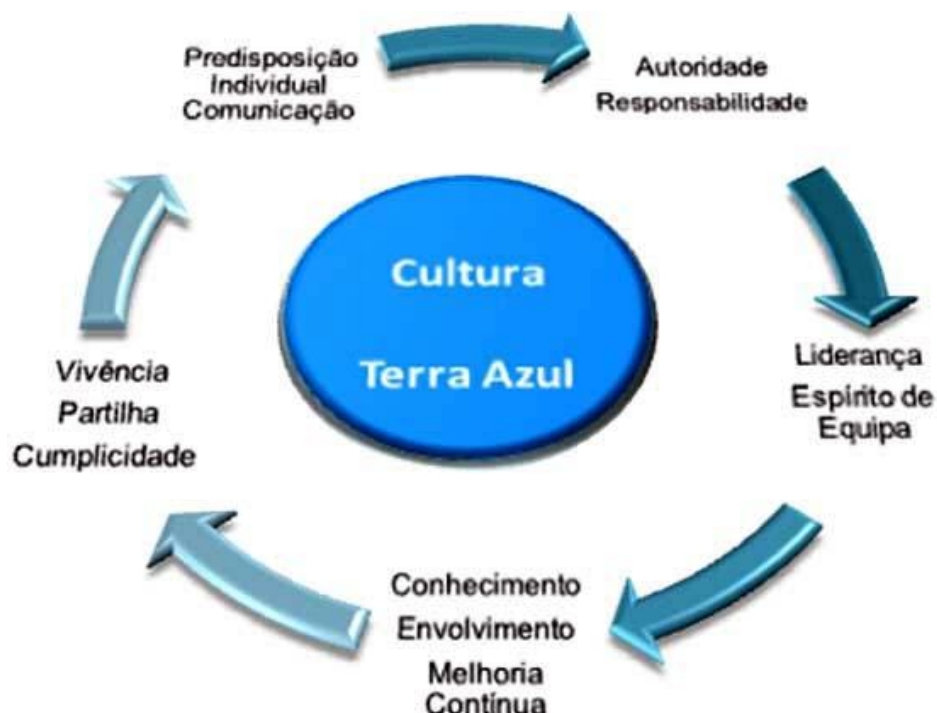 Predisposição
Individual
Comunicação
Autoridade
Responsabilidade
Cultura
Terra Azul
Liderança
Espírito de
Equipa
Conhecimento
Envolvimento
Melhoria
Contínua
Vivência
Partilha
Cumplicidade